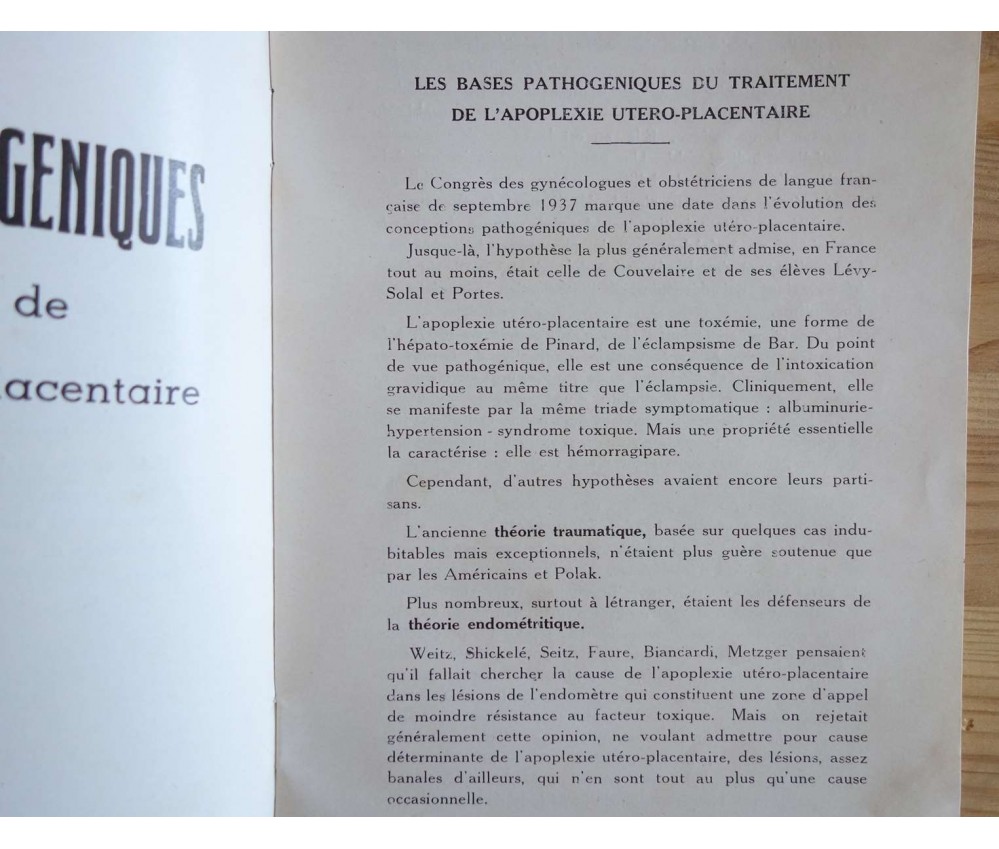 GENIQUES
de
lacentaire
LES BASES PATHOGENIQUES DU TRAITEMENT
DE L'APOPLEXIE UTERO-PLACENTAIRE
Le Congrès des gynécologues et obstétriciens de langue fran-
çaise de septembre 1937 marque une date dans l'évolution des
conceptions pathogéniques de l'apoplexie utéro-placentaire.
Jusque-là, l'hypothèse la plus généralement admise, en France
tout au moins, était celle de Couvelaire et de ses élèves Lévy-
Solal et Portes.
L'apoplexie utéro-placentaire est une toxémie, une forme de
l'hépato-toxémie de Pinard, de l'éclampsisme de Bar. Du point
de vue pathogénique, elle est une conséquence de l'intoxication
gravidique au même titre que l'éclampsie. Cliniquement, elle
se manifeste par la même triade symptomatique : albuminurie-
hypertension - syndrome toxique. Mais une propriété essentielle
la caractérise : elle est hémorragipare.
Cependant, d'autres hypothèses avaient encore leurs parti-
sans.
L'ancienne théorie traumatique, basée sur quelques cas indu-
bitables mais exceptionnels, n'étaient plus guère soutenue que
par les Américains et Polak.
Plus nombreux, surtout à létranger, étaient les défenseurs de
la théorie endométritique.
Weitz, Shickelé, Seitz, Faure, Biancardi, Metzger pensaient
qu'il fallait chercher la cause de l'apoplexie utéro-placentaire
dans les lésions de l'endomètre qui constituent une zone d'appel
de moindre résistance au facteur toxique. Mais on rejetait
généralement cette opinion, ne voulant admettre pour cause
déterminante de l'apoplexie utéro-placentaire, des lésions, assez
banales d'ailleurs, qui n'en sont tout au plus qu'une cause
occasionnelle.